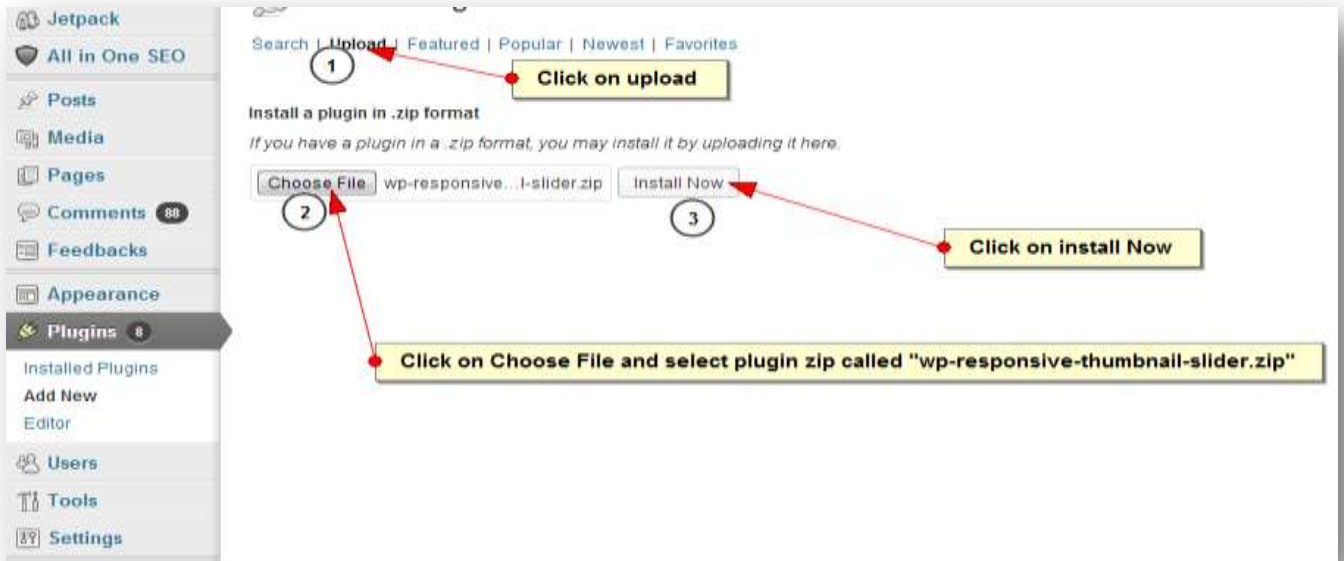 Jetpack
All in One SEO
Posts
Media
Pages
Comments 88
Feedbacks
Appearance
Plugins 8
Installed Plugins
Add New
Editor
Users
Tools
Settings
Search | Upload | Featured | Popular | Newest | Favorites
1
Click on upload
Install a plugin in .zip format
If you have a plugin in a .zip format, you may install it by uploading it here.
Choose File wp-responsive...l-slider.zip Install Now
2
3
Click on install Now
Click on Choose File and select plugin zip called "wp-responsive-thumbnail-slider.zip"